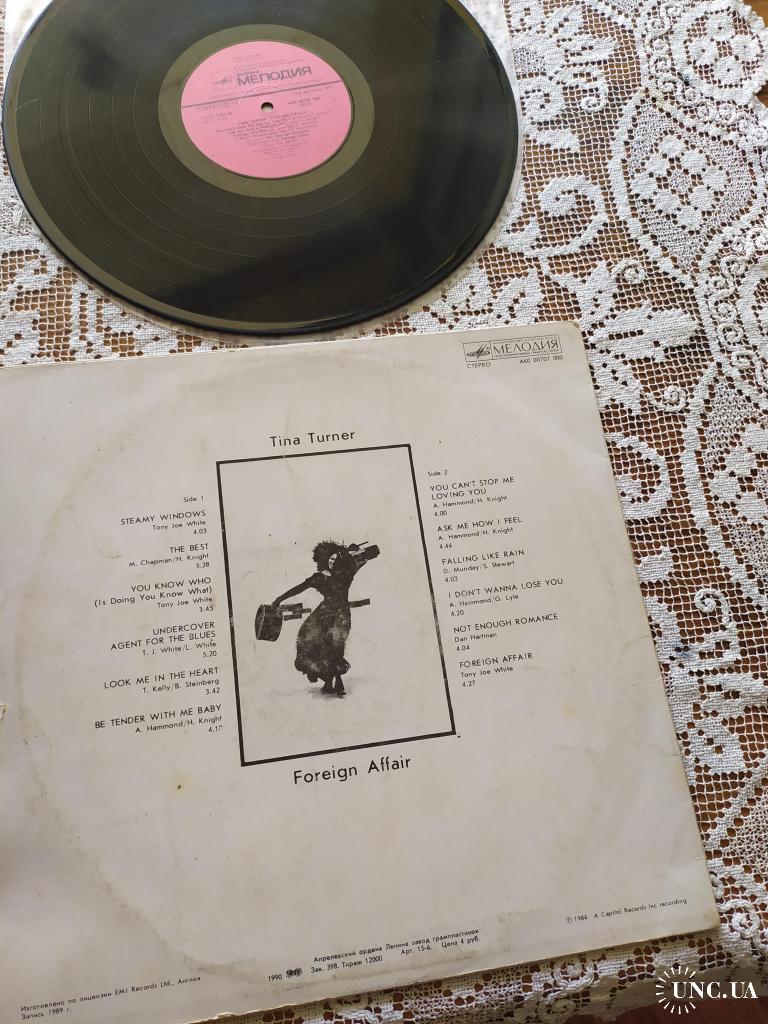 ФИРМА
МЕЛОДИЯ
СТЕРЕО
МЕЛОДИЯ
СТЕРЕО
А60 00707 000
Tina Turner
Side 1
STEAMY WINDOWS
Tony Joe White
4.03
THE BEST
M. Chapman/H. Knight
5.28
YOU KNOW WHO
(Is Doing You Know What)
Tony Joe White
3.45
UNDERCOVER
AGENT FOR THE BLUES
T. J. White/L. White
5.20
LOOK ME IN THE HEART
T. Kelly/B. Steinberg
3.42
BE TENDER WITH ME BABY
A. Hammond/H. Knight
Side 2
YOU CAN'T STOP ME
LOVING YOU
A. Hammond/H. Knight
4.00
ASK ME HOW I FEEL
A. Hammond/H. Knight
4.46
FALLING LIKE RAIN
D. Munday/S. Stewart
4.03
I DON'T WANNA LOSE YOU
A. Hammond/G. Lyle
4.20
NOT ENOUGH ROMANCE
Dan Hartman
4.04
FOREIGN AFFAIR
Tony Joe White
4.27
Foreign Affair
℗ 1984 A Capitol Records Inc recording
Апрелевский ордена Ленина завод грампластинок
1990 Зак. 398. Тираж 12000 Арт. 15-6. Цена 4 руб.
Изготовлено по лицензии EMI Records Ltd., Англия
Запись 1989 г.
UNC.UA